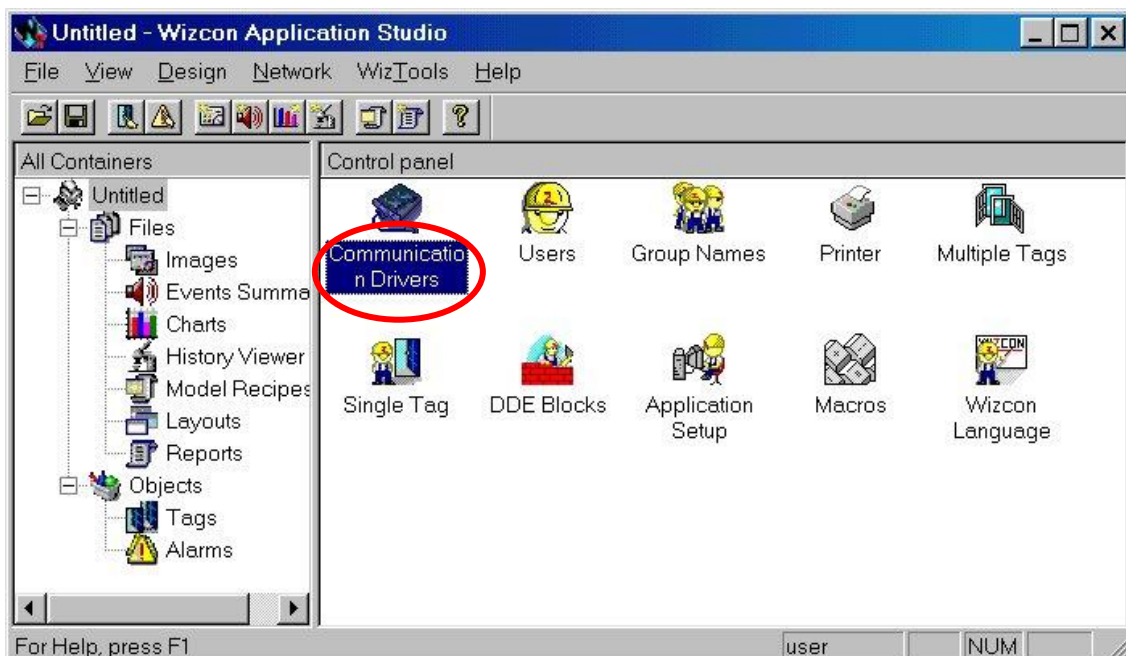 Untitled - Wizcon Application Studio
File View Design Network WizTools Help
All Containers
Control panel
Untitled
Files
Images
Events Summa
Charts
History Viewer
Model Recipes
Layouts
Reports
Objects
Tags
Alarms
Communicatio
n Drivers
Users
Group Names
Printer
Multiple Tags
Single Tag
DDE Blocks
Application
Setup
Macros
WIZCON
Wizcon
Language
For Help, press F1
user
NUM